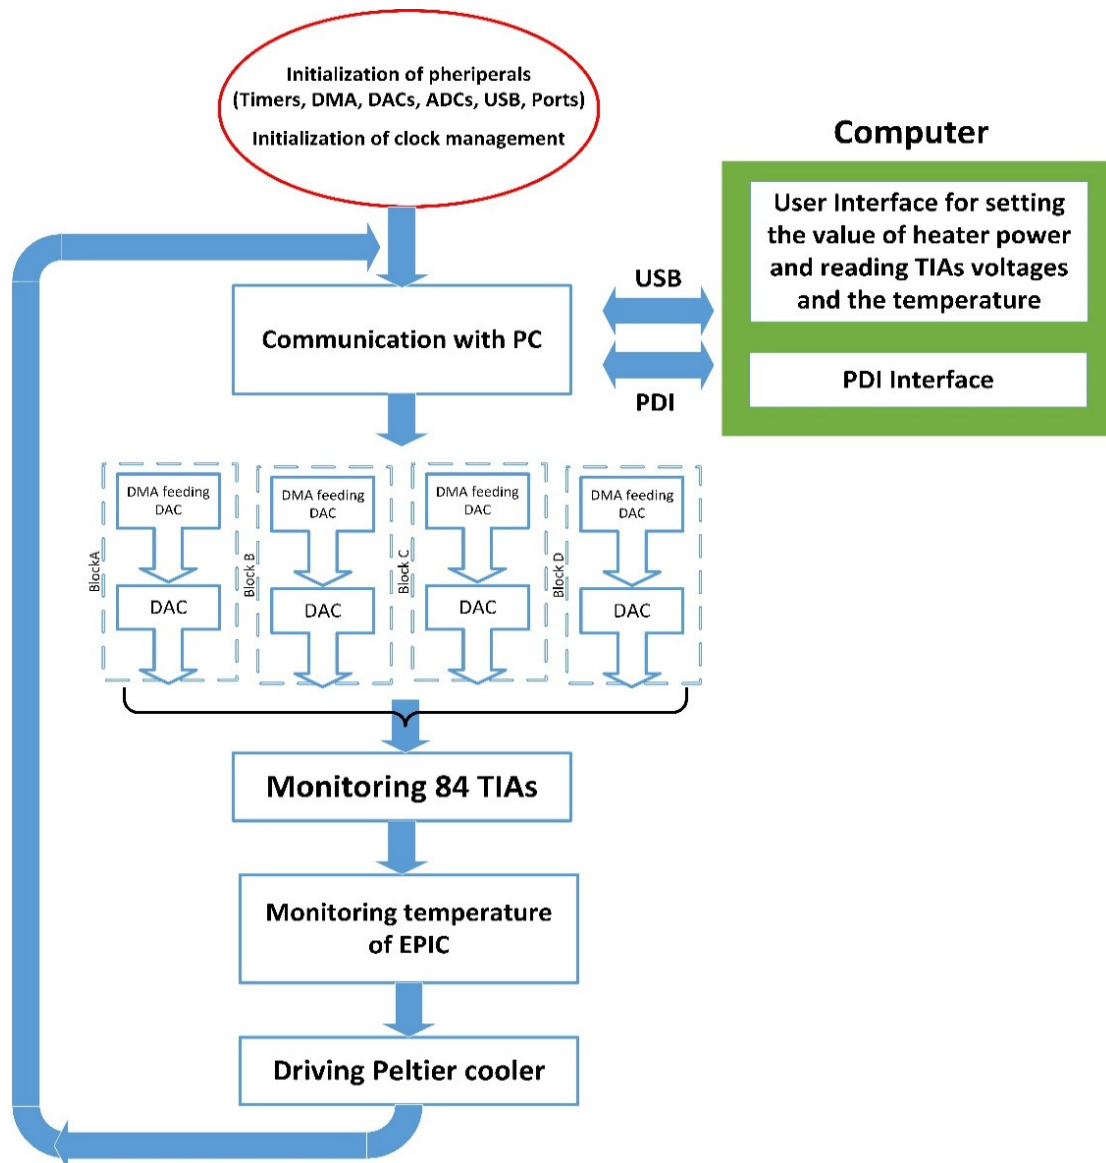 Initialization of pheriperals
(Timers, DMA, DACs, ADCs, USB, Ports)
Initialization of clock management
Computer
User Interface for setting
the value of heater power
and reading TIAs voltages
and the temperature
USB
Communication with PC
PDI Interface
PDI
BlockA
DMA feeding
DAC
DAC
Block B
DMA feeding
DAC
DAC
Block C
DMA feeding
DAC
DAC
Block D
DMA feeding
DAC
DAC
Monitoring 84 TIAs
Monitoring temperature
of EPIC
Driving Peltier cooler